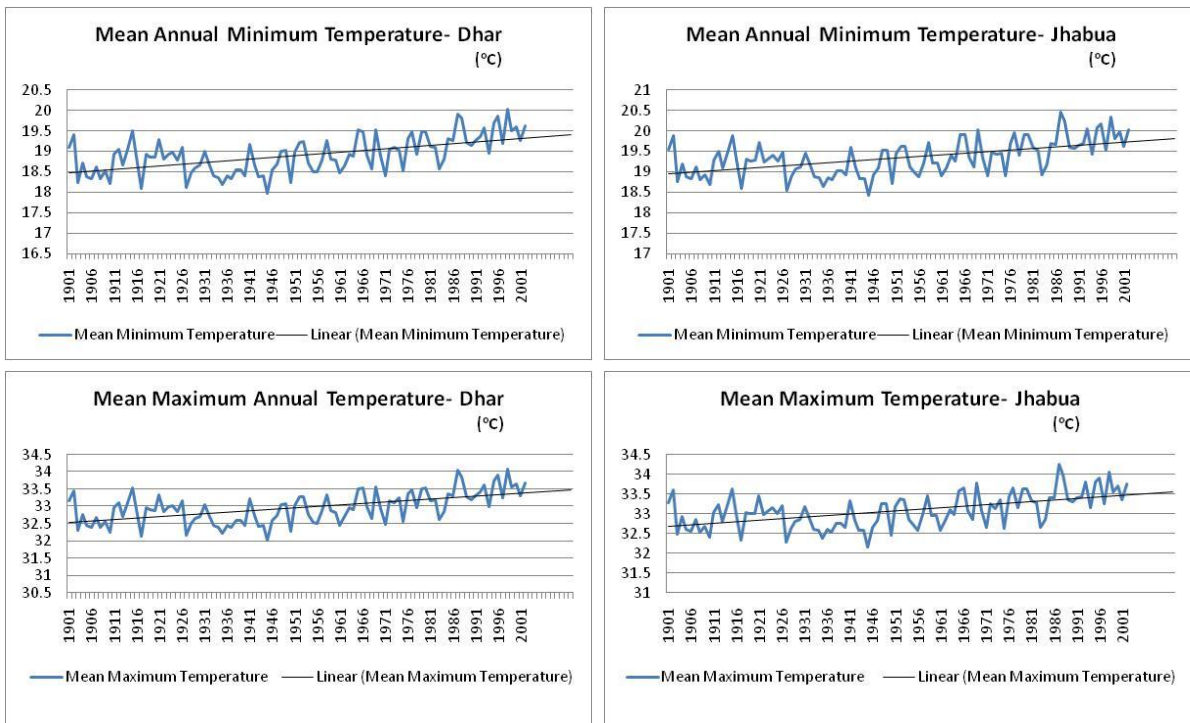 Mean Annual Minimum Temperature- Dhar
(°C)
20.5
20
19.5
19
18.5
18
17.5
17
16.5
1901 1906 1911 1916 1921 1926 1931 1936 1941 1946 1951 1956 1961 1966 1971 1976 1981 1986 1991 1996 2001
Mean Minimum Temperature Linear (Mean Minimum Temperature)
Mean Annual Minimum Temperature- Jhabua
(°C)
21
20.5
20
19.5
19
18.5
18
17.5
17
1901 1906 1911 1916 1921 1926 1931 1936 1941 1946 1951 1956 1961 1966 1971 1976 1981 1986 1991 1996 2001
Mean Minimum Temperature Linear (Mean Minimum Temperature)
Mean Maximum Annual Temperature- Dhar
(°C)
34.5
34
33.5
33
32.5
32
31.5
31
30.5
1901 1906 1911 1916 1921 1926 1931 1936 1941 1946 1951 1956 1961 1966 1971 1976 1981 1986 1991 1996 2001
Mean Maximum Temperature Linear (Mean Maximum Temperature)
Mean Maximum Temperature- Jhabua
(°C)
34.5
34
33.5
33
32.5
32
31.5
31
1901 1906 1911 1916 1921 1926 1931 1936 1941 1946 1951 1956 1961 1966 1971 1976 1981 1986 1991 1996 2001
Mean Maximum Temperature Linear (Mean Maximum Temperature)